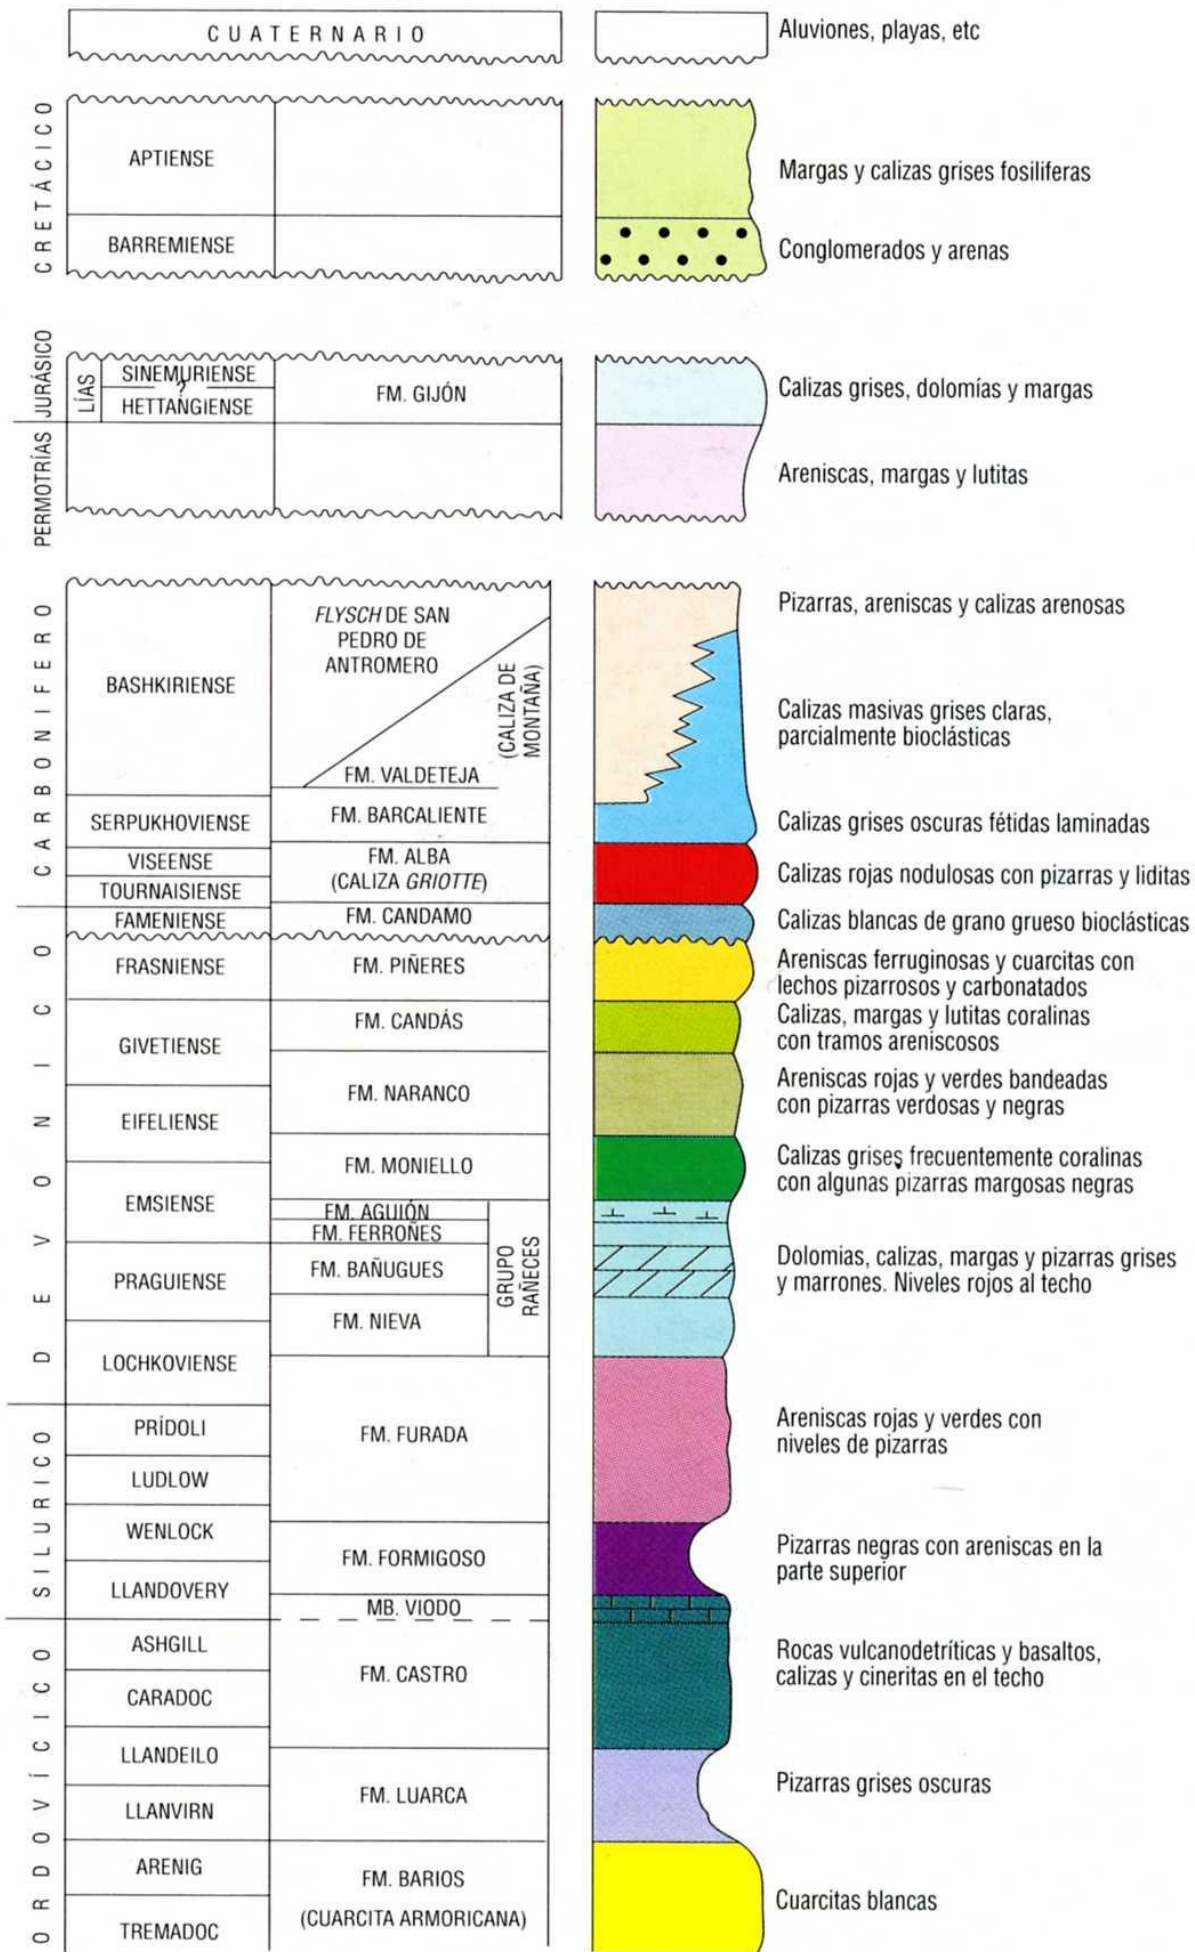 CUATERNARIO
Aluviones, playas, etc
CRETÁCICO
APTIENSE
Margas y calizas grises fosiliferas
BARREMIENSE
Conglomerados y arenas
JURÁSICO
LÍAS
SINEMURIENSE
?
HETTANGIENSE
FM. GIJÓN
Calizas grises, dolomías y margas
PERMOTRÍAS
Areniscas, margas y lutitas
CARBONIFERO
BASHKIRIENSE
FLYSCH DE SAN
PEDRO DE
ANTROMERO
(CALIZA DE
MONTAÑA)
FM. VALDETEJA
Pizarras, areniscas y calizas arenosas
Calizas masivas grises claras,
parcialmente bioclásticas
SERPUKHOVIENSE
FM. BARCALIENTE
Calizas grises oscuras fétidas laminadas
VISEENSE
TOURNAISIENSE
FM. ALBA
(CALIZA GRIOTTE)
Calizas rojas nodulosas con pizarras y liditas
DEVONICO
FAMENIENSE
FM. CANDAMO
Calizas blancas de grano grueso bioclásticas
FRASNIENSE
FM. PIÑERES
Areniscas ferruginosas y cuarcitas con
lechos pizarrosos y carbonatados
GIVETIENSE
FM. CANDÁS
Calizas, margas y lutitas coralinas
con tramos areniscosos
FM. NARANCO
Areniscas rojas y verdes bandeadas
con pizarras verdosas y negras
EIFELIENSE
FM. MONIELLO
Calizas grises frecuentemente coralinas
con algunas pizarras margosas negras
EMSIENSE
FM. AGUIÓN
FM. FERROÑES
GRUPO
RAÑECES
PRAGUIENSE
FM. BAÑUGUES
Dolomias, calizas, margas y pizarras grises
y marrones. Niveles rojos al techo
FM. NIEVA
LOCHKOVIENSE
SILURICO
PRÍDOLI
FM. FURADA
Areniscas rojas y verdes con
niveles de pizarras
LUDLOW
WENLOCK
FM. FORMIGOSO
Pizarras negras con areniscas en la
parte superior
LLANDOVERY
MB. VIODO
ORDOVÍCICO
ASHGILL
FM. CASTRO
Rocas vulcanodetríticas y basaltos,
calizas y cineritas en el techo
CARADOC
LLANDEILO
FM. LUARCA
Pizarras grises oscuras
LLANVIRN
ARENIG
FM. BARIOS
(CUARCITA ARMORICANA)
Cuarcitas blancas
TREMADOC